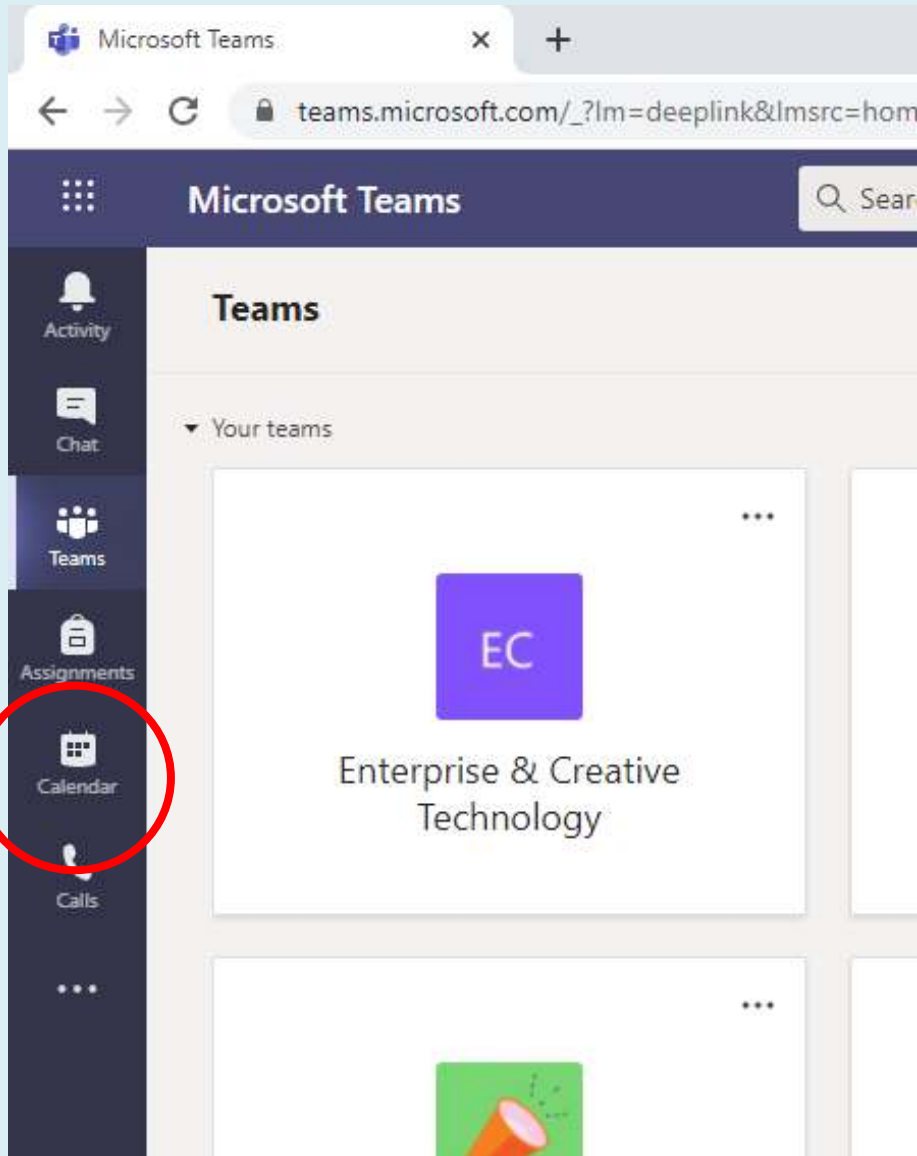 Microsoft Teams
teams.microsoft.com/_?lm=deeplink&lmsrc=hom
Microsoft Teams
Sear
Activity
Teams
Chat
Your teams
Teams
EC
Assignments
Enterprise & Creative
Technology
Calendar
Calls